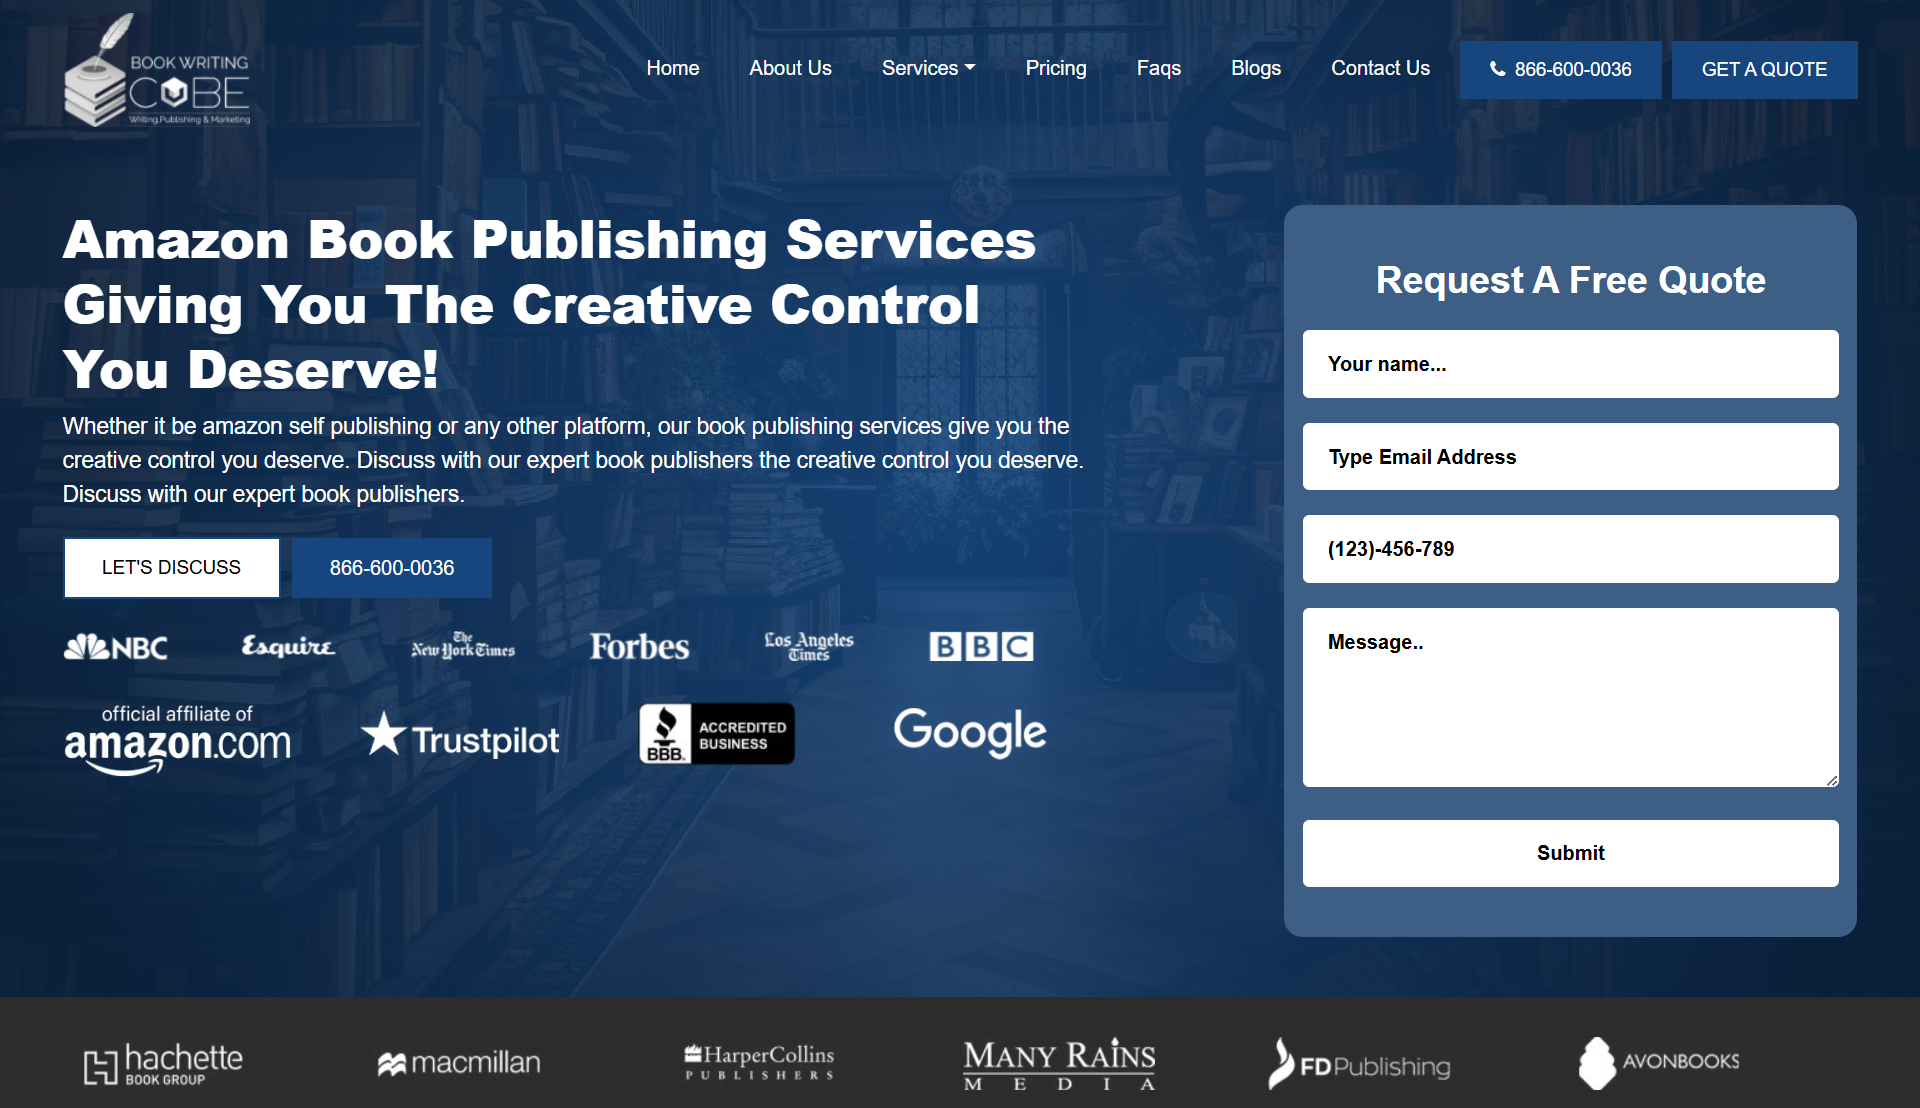 BOOK WRITING
CUBE
Writing Publishing & Marketing
Home
About Us
Services
Pricing
Faqs
Blogs
Contact Us
866-600-0036
GET A QUOTE
Amazon Book Publishing Services
Giving You The Creative Control
You Deserve!
Whether it be amazon self publishing or any other platform, our book publishing services give you the
creative control you deserve. Discuss with our expert book publishers the creative control you deserve.
Discuss with our expert book publishers.
LET'S DISCUSS
866-600-0036
NBC
Esquire
The
New York Times
Forbes
Los Angeles
Times
BBC
official affiliate of
amazon.com
Trustpilot
BBB.
ACCREDITED
BUSINESS
Google
Request A Free Quote
Your name...
Type Email Address
(123)-456-789
Message..
Submit
hachette
BOOK GROUP
macmillan
HarperCollins
PUBLISHERS
MANY RAINS
MEDIA
FD Publishing
AVONBOOKS